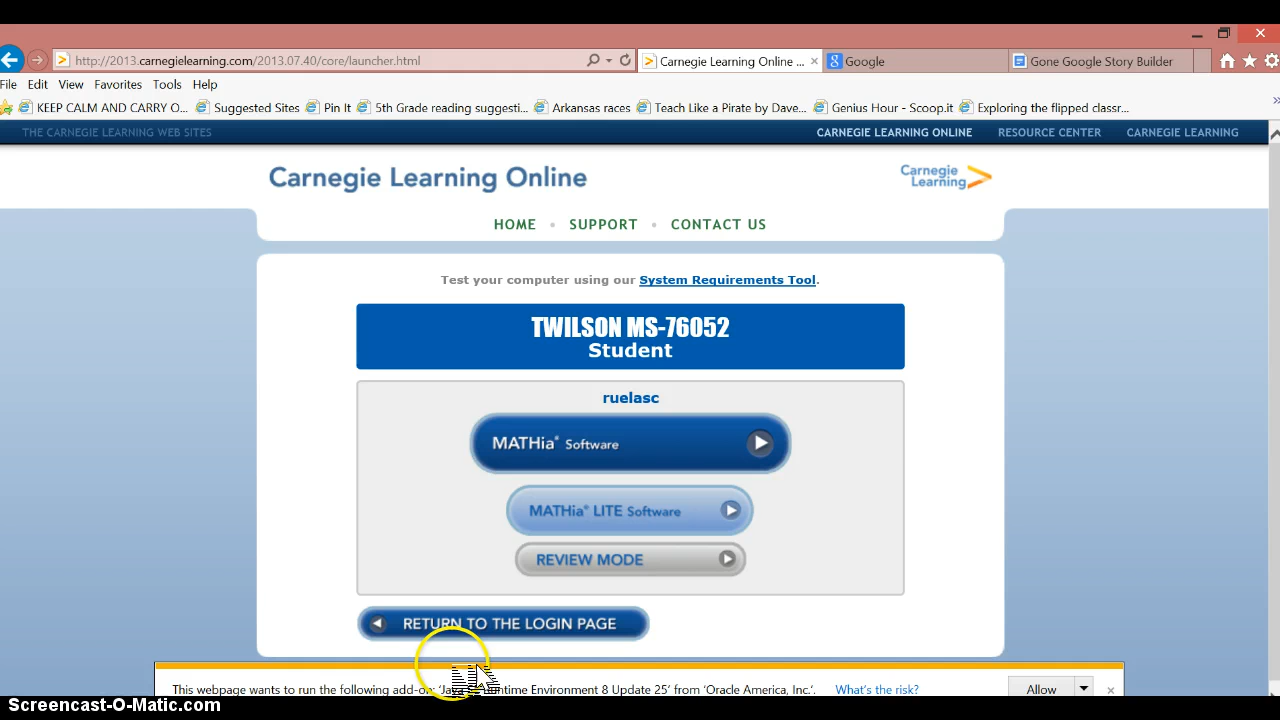 http://2013.carnegielearning.com/2013.07.40/core/launcher.html
Carnegie Learning Online ...
Google
Gone Google Story Builder
File Edit View Favorites Tools Help
KEEP CALM AND CARRY O... Suggested Sites Pin It 5th Grade reading suggesti... Arkansas races Teach Like a Pirate by Dave... Genius Hour - Scoop.it Exploring the flipped classr...
THE CARNEGIE LEARNING WEB SITES CARNEGIE LEARNING ONLINE RESOURCE CENTER CARNEGIE LEARNING
Carnegie Learning Online
Carnegie
Learning
HOME • SUPPORT • CONTACT US
Test your computer using our System Requirements Tool.
TWILSON MS-76052
Student
ruelasc
MATHia® Software
MATHia® LITE Software
REVIEW MODE
RETURN TO THE LOGIN PAGE
This webpage wants to run the following add-on: Environment 8 Update 25' from 'Oracle America, Inc.'. What's the risk? Allow
Screencast-O-Matic.com